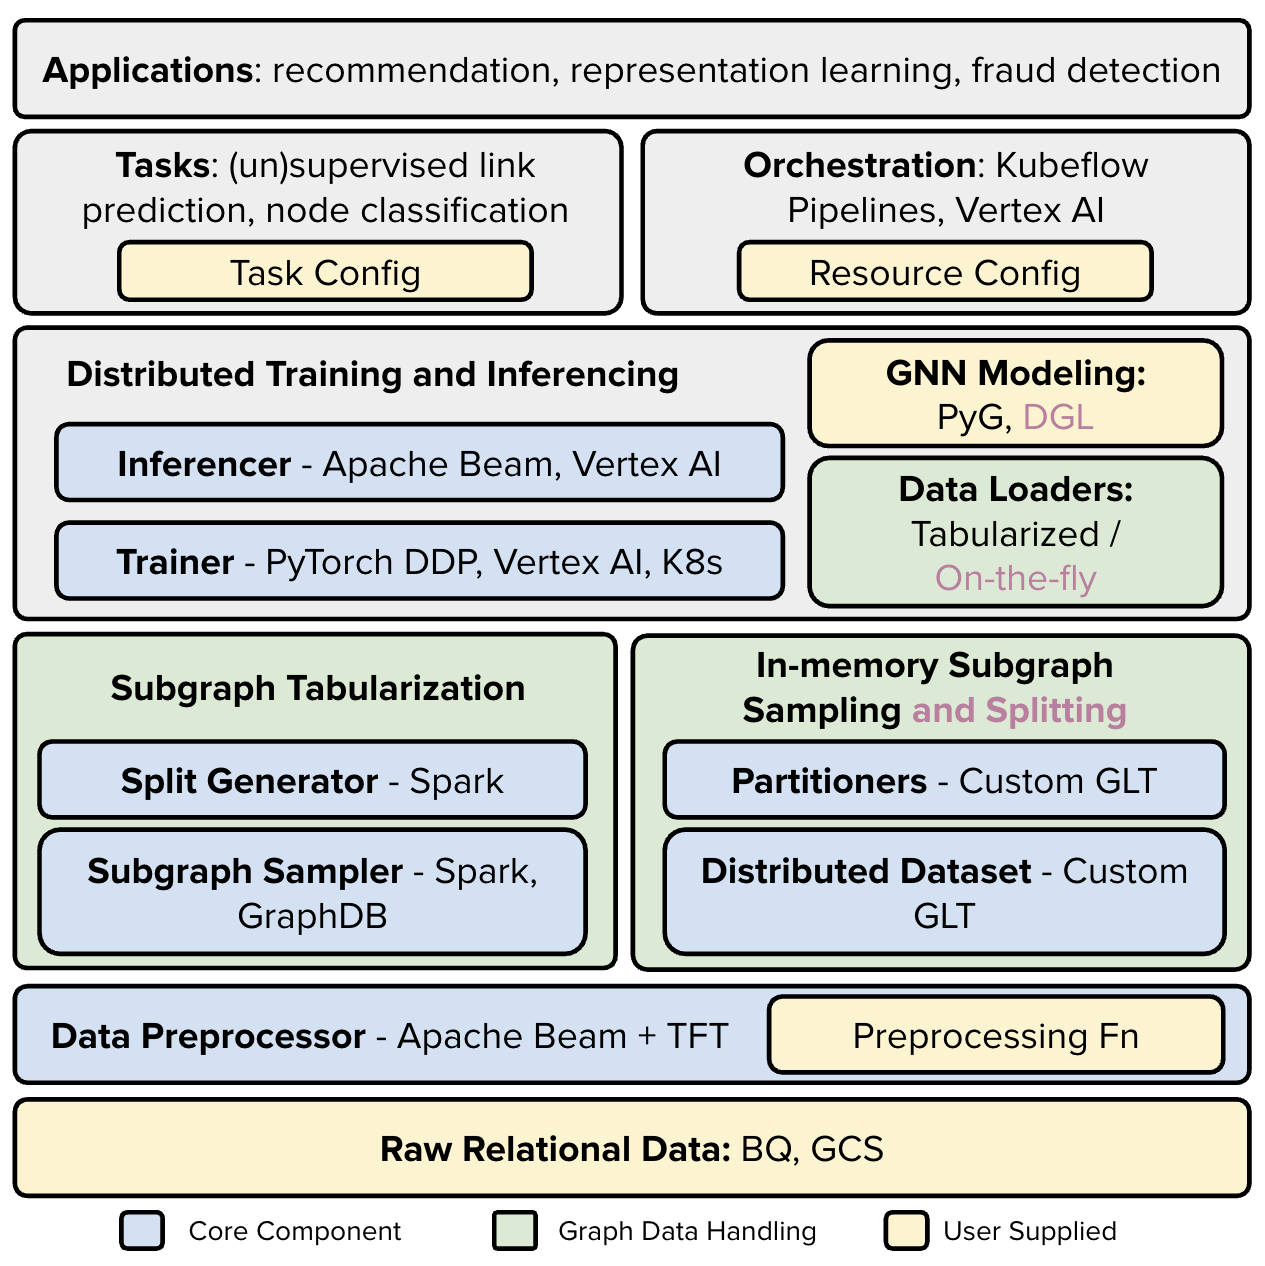 Applications: recommendation, representation learning, fraud detection
Tasks: (un)supervised link
prediction, node classification
Task Config
Orchestration: Kubeflow
Pipelines, Vertex AI
Resource Config
Distributed Training and Inferencing
Inferencer - Apache Beam, Vertex AI
Trainer - PyTorch DDP, Vertex AI, K8s
GNN Modeling:
PyG, DGL
Data Loaders:
Tabularized /
On-the-fly
Subgraph Tabularization
Split Generator - Spark
Subgraph Sampler - Spark,
GraphDB
In-memory Subgraph
Sampling and Splitting
Partitioners - Custom GLT
Distributed Dataset - Custom
GLT
Data Preprocessor - Apache Beam + TFT
Preprocessing Fn
Raw Relational Data: BQ, GCS
Core Component
Graph Data Handling
User Supplied